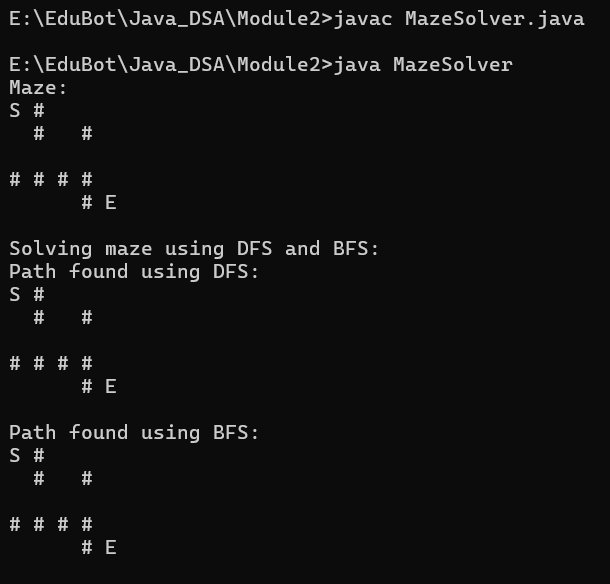 E:\EduBot\Java_DSA\Module2>javac MazeSolver.java

E:\EduBot\Java_DSA\Module2>java MazeSolver
Maze:
S #
  #   #

# # # #
      # E

Solving maze using DFS and BFS:
Path found using DFS:
S #
  #   #

# # # #
      # E

Path found using BFS:
S #
  #   #

# # # #
      # E